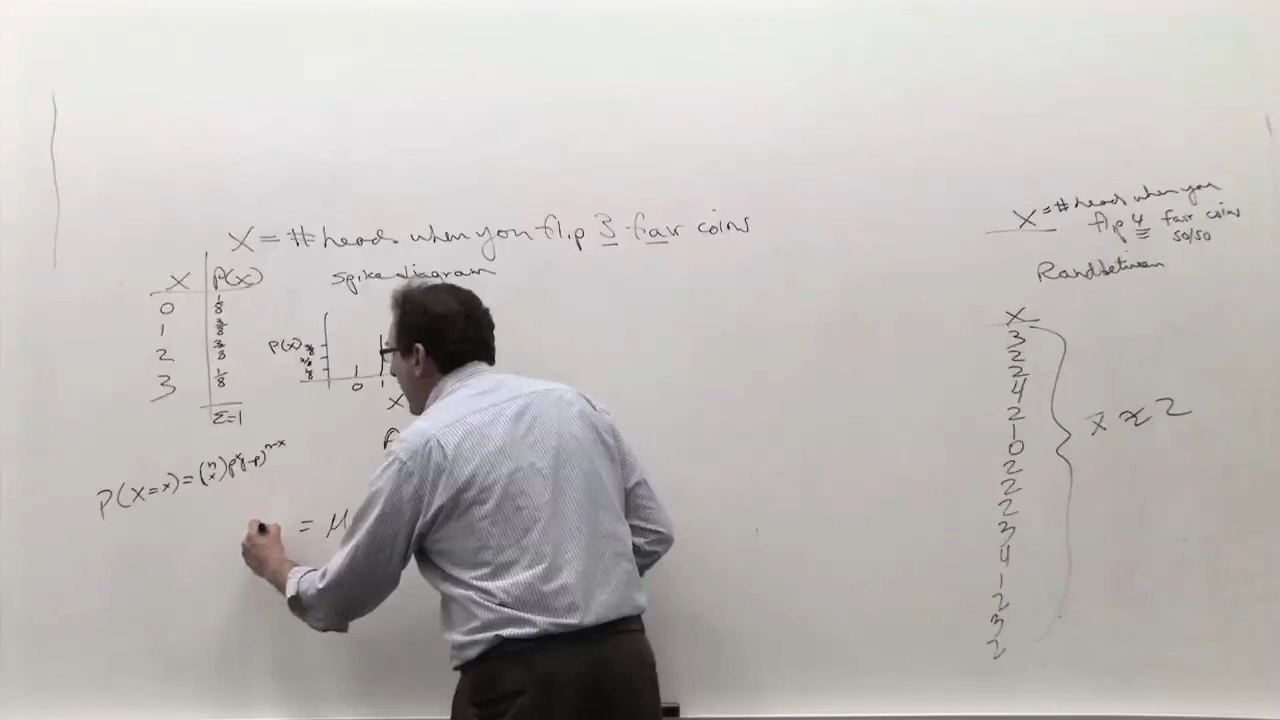 X = # heads when you flip 3 fair coins
X P(x)
0 1/8
1 3/8
2 3/8
3 1/8
Σ=1
spike diagram
P(x) 3/8
2/8
1/8
0 1
X
P(X=x) = (n x) p^x (1-p)^n-x
= μ
X = # heads when you
flip 4 fair coins
50/50
Randbetween
X
3
2
2
4
2
1
0
2
2
2
3
4
1
2
3
2
x̄ ≈ 2